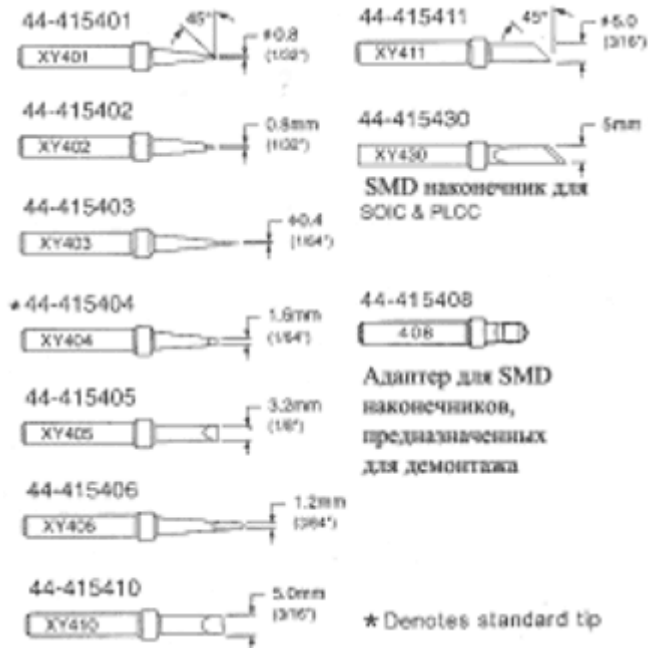 44-415401
45°
ϕ0.8
(1/32")
XY401
44-415402
0.8mm
(1/32")
XY402
44-415403
ϕ0.4
(1/64")
XY403
* 44-415404
1.6mm
(1/64")
XY404
44-415405
3.2mm
(1/8")
XY405
44-415406
1.2mm
(3/64")
XY406
44-415410
5.0mm
(3/16")
XY410
44-415411
45°
ϕ5.0
(3/16")
XY411
44-415430
5mm
XY430
SMD наконечник для
SOIC & PLCC
44-415408
408
Адаптер для SMD
наконечников,
предназначенных
для демонтажа
* Denotes standard tip